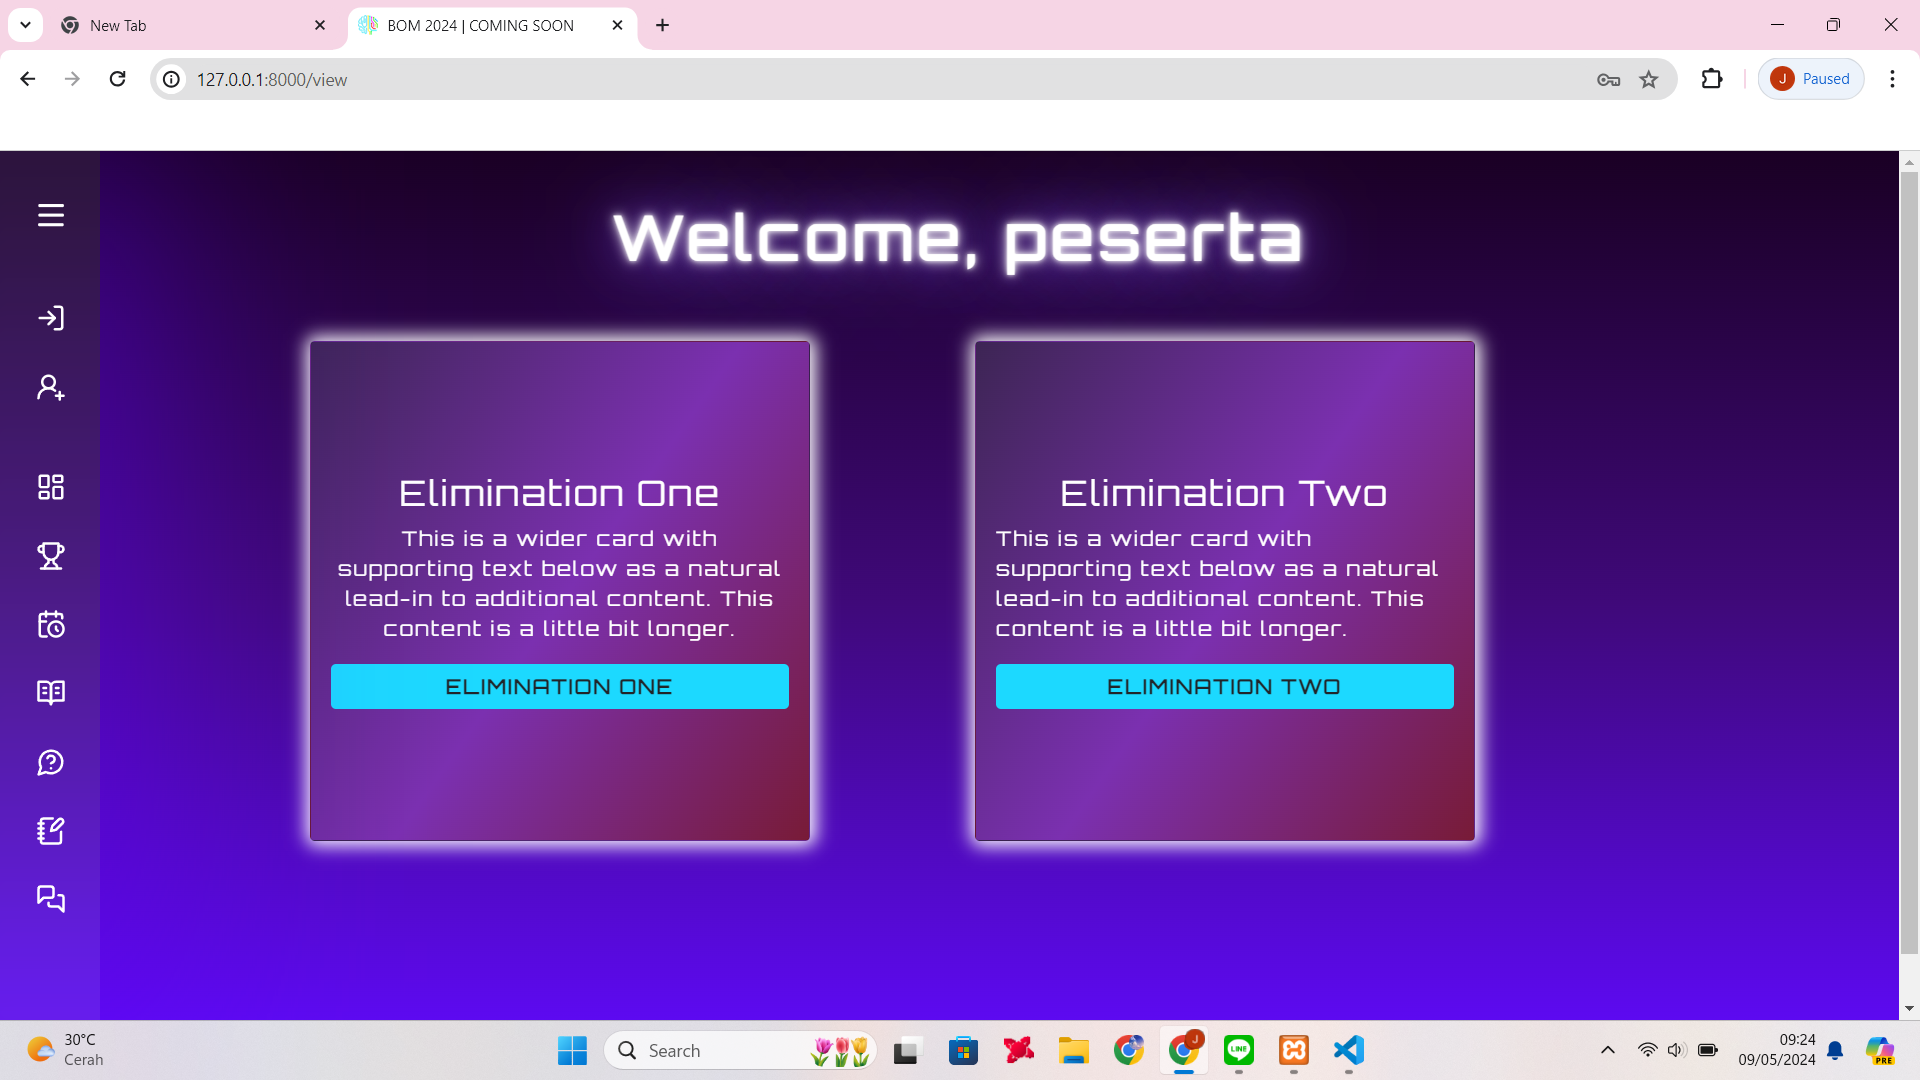 New Tab
BOM 2024 | COMING SOON
127.0.0.1:8000/view
J
Paused
Welcome, peserta
Elimination One
This is a wider card with
supporting text below as a natural
lead-in to additional content. This
content is a little bit longer.
ELIMINATION ONE
Elimination Two
This is a wider card with
supporting text below as a natural
lead-in to additional content. This
content is a little bit longer.
ELIMINATION TWO
30°C
Cerah
Search
J
LINE
09:24
09/05/2024
PRE